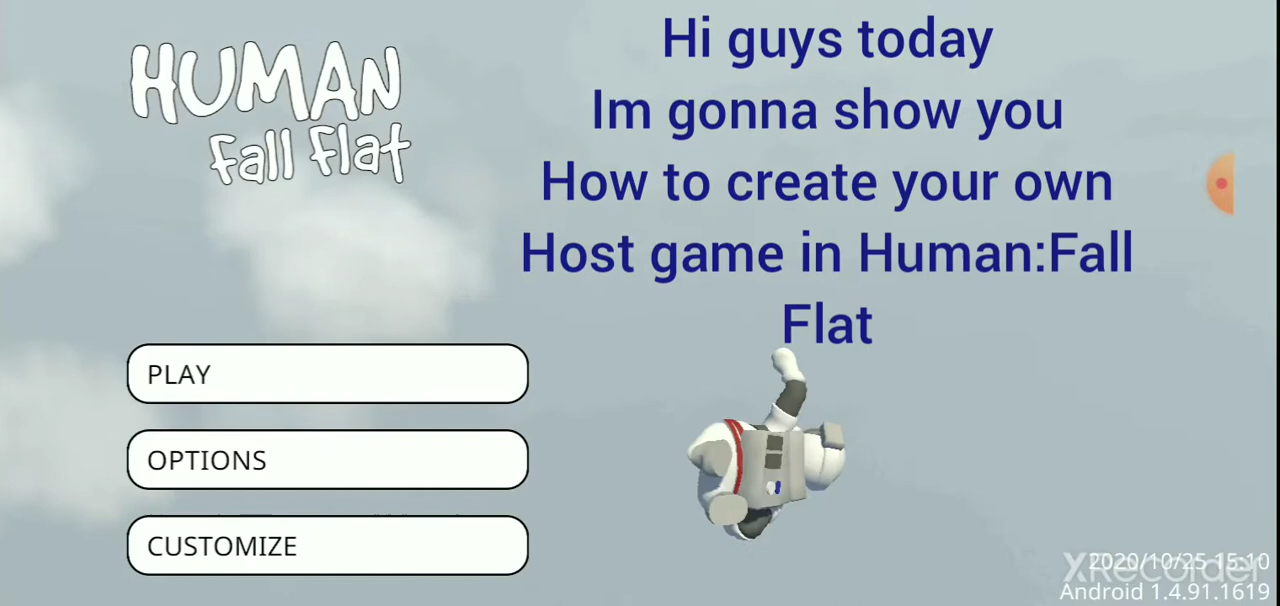 HUMAN
fall flat
Hi guys today
Im gonna show you
How to create your own
Host game in Human:Fall
Flat
PLAY
OPTIONS
CUSTOMIZE
2020/10/25 15:10
XRecorder
Android 1.4.91.1619